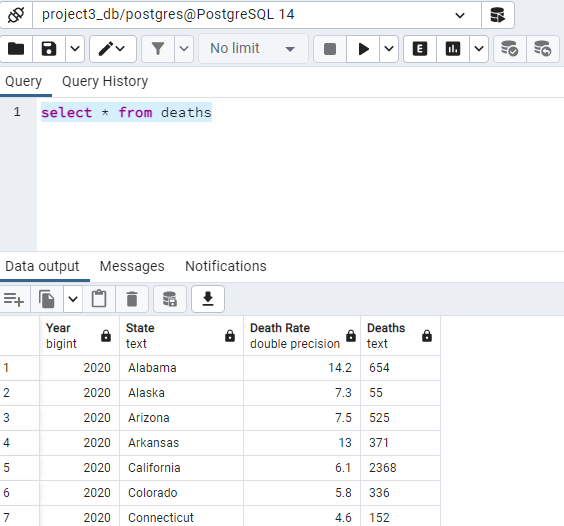 project3_db/postgres@PostgreSQL 14
No limit
E
Query Query History
1 select * from deaths
Data output Messages Notifications
Year State Death Rate Deaths
bigint text double precision text
1 2020 Alabama 14.2 654
2 2020 Alaska 7.3 55
3 2020 Arizona 7.5 525
4 2020 Arkansas 13 371
5 2020 California 6.1 2368
6 2020 Colorado 5.8 336
7 2020 Connecticut 4.6 152